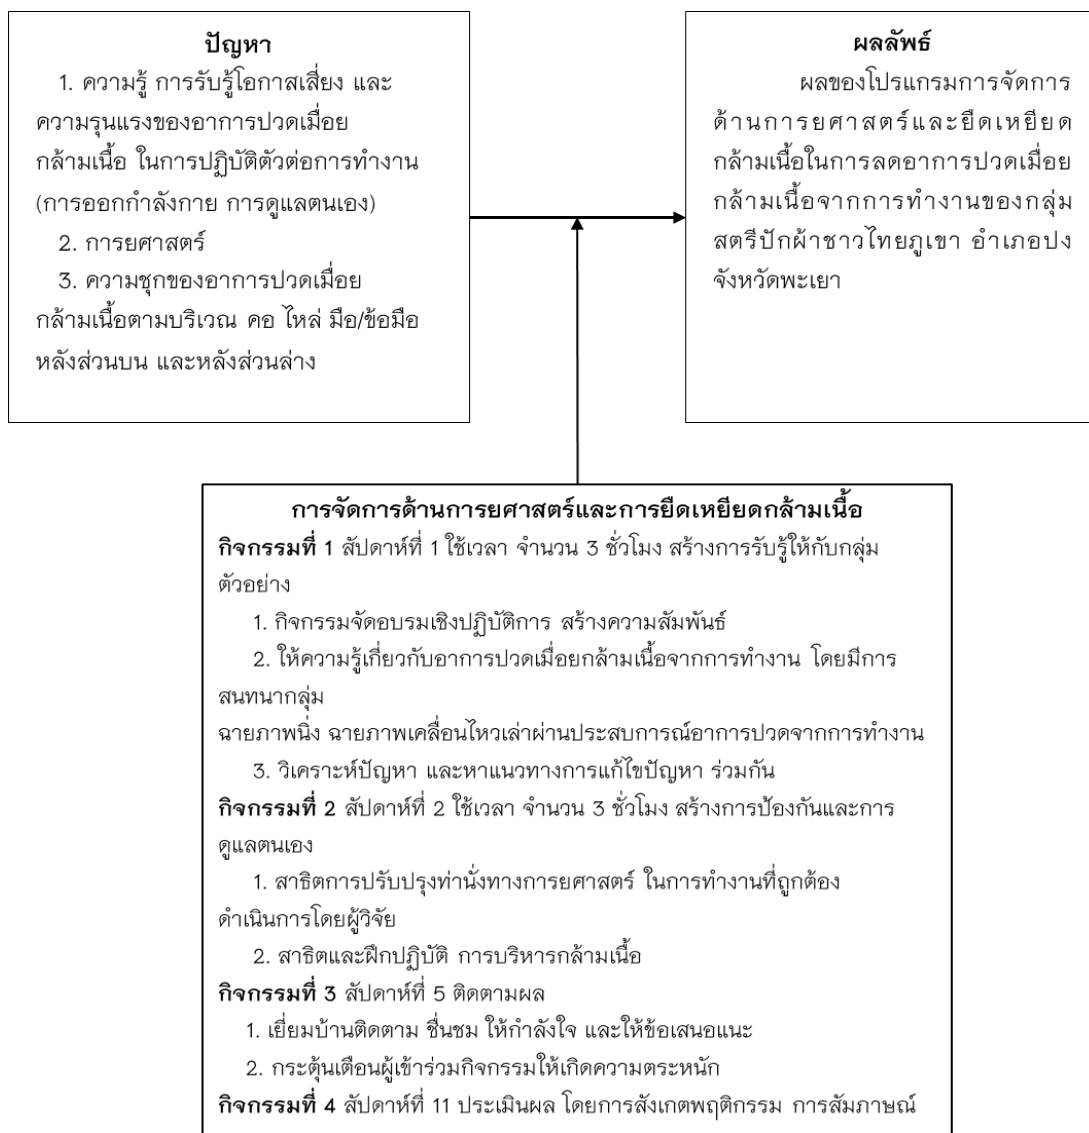 ปัญหา
1. ความรู้ การรับรู้โอกาสเสี่ยง และ
ความรุนแรงของอาการปวดเมื่อย
กล้ามเนื้อ ในการปฏิบัติตัวต่อการทำงาน
(การออกกำลังกาย การดูแลตนเอง)
2. การยศาสตร์
3. ความชุกของอาการปวดเมื่อย
กล้ามเนื้อตามบริเวณ คอ ไหล่ มือ/ข้อมือ
หลังส่วนบน และหลังส่วนล่าง
ผลลัพธ์
ผลของโปรแกรมการจัดการ
ด้านการยศาสตร์และยืดเหยียด
กล้ามเนื้อในการลดอาการปวดเมื่อย
กล้ามเนื้อจากการทำงานของกลุ่ม
สตรีปักผ้าชาวไทยภูเขา อำเภอปง
จังหวัดพะเยา
การจัดการด้านการยศาสตร์และการยืดเหยียดกล้ามเนื้อ
กิจกรรมที่ 1 สัปดาห์ที่ 1 ใช้เวลา จำนวน 3 ชั่วโมง สร้างการรับรู้ให้กับกลุ่ม
ตัวอย่าง
1. กิจกรรมจัดอบรมเชิงปฏิบัติการ สร้างความสัมพันธ์
2. ให้ความรู้เกี่ยวกับอาการปวดเมื่อยกล้ามเนื้อจากการทำงาน โดยมีการ
สนทนากลุ่ม
ฉายภาพนิ่ง ฉายภาพเคลื่อนไหวเล่าผ่านประสบการณ์อาการปวดจากการทำงาน
3. วิเคราะห์ปัญหา และหาแนวทางการแก้ไขปัญหา ร่วมกัน
กิจกรรมที่ 2 สัปดาห์ที่ 2 ใช้เวลา จำนวน 3 ชั่วโมง สร้างการป้องกันและการ
ดูแลตนเอง
1. สาธิตการปรับปรุงท่านั่งทางการยศาสตร์ ในการทำงานที่ถูกต้อง
ดำเนินการโดยผู้วิจัย
2. สาธิตและฝึกปฏิบัติ การบริหารกล้ามเนื้อ
กิจกรรมที่ 3 สัปดาห์ที่ 5 ติดตามผล
1. เยี่ยมบ้านติดตาม ชื่นชม ให้กำลังใจ และให้ข้อเสนอแนะ
2. กระตุ้นเตือนผู้เข้าร่วมกิจกรรมให้เกิดความตระหนัก
กิจกรรมที่ 4 สัปดาห์ที่ 11 ประเมินผล โดยการสังเกตพฤติกรรม การสัมภาษณ์